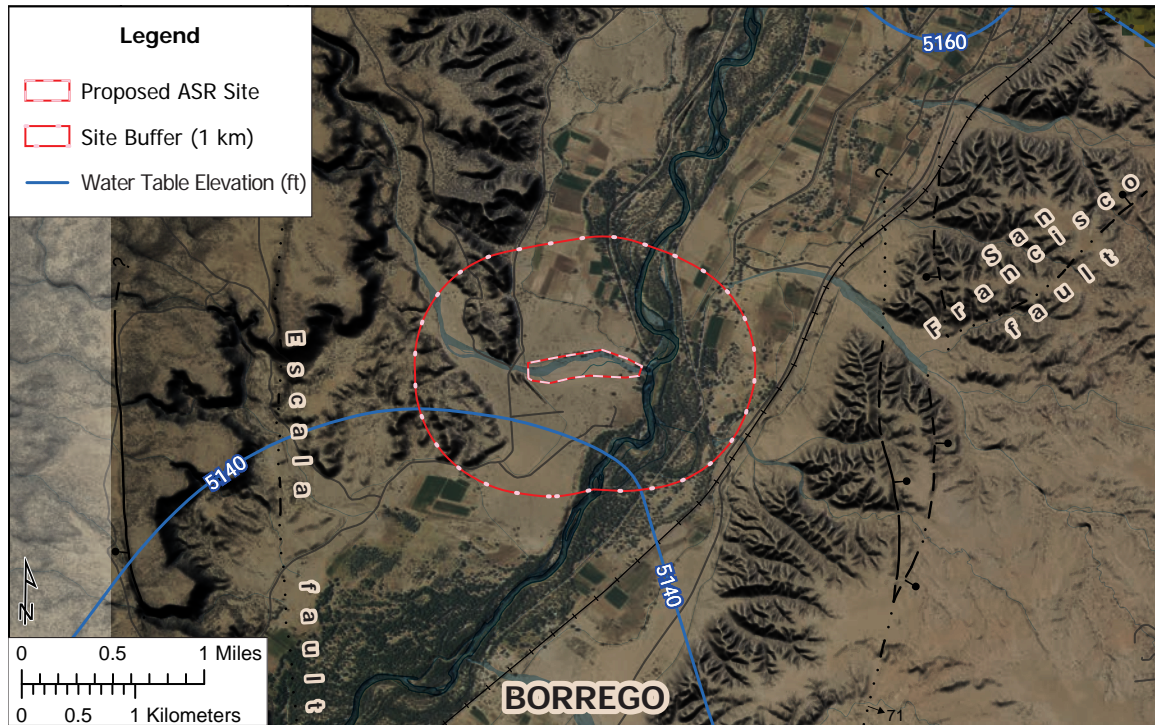 Legend
Proposed ASR Site
Site Buffer (1 km)
Water Table Elevation (ft)
5160
?
?
San
Francisco
fault
Escala
fault
5140
5140
BORREGO
71
N
0 0.5 1 Miles
0 0.5 1 Kilometers